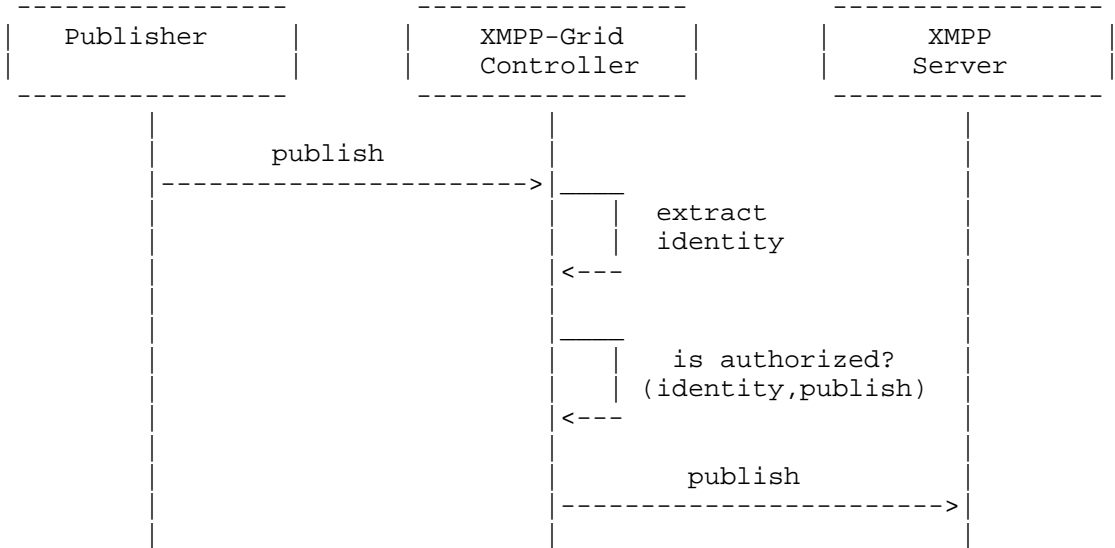 Publisher XMPP-Grid XMPP
Controller Server
publish
extract
identity
is authorized?
(identity,publish)
publish